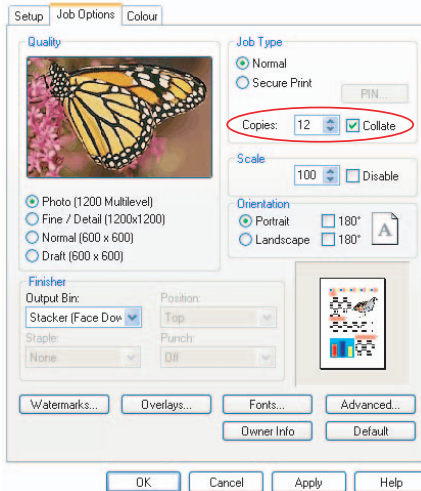 Setup Job Options Colour
Quality
Photo (1200 Multilevel)
Fine / Detail (1200x1200)
Normal (600 x 600)
Draft (600 x 600)
Job Type
Normal
Secure Print
PIN...
Copies: 12 Collate
Scale
100 Disable
Orientation
Portrait 180°
Landscape 180°
A
Finisher
Output Bin: Position:
Stacker (Face Dow Top
Staple: Punch:
None Off
Watermarks... Overlays... Fonts... Advanced...
Owner Info Default
OK Cancel Apply Help